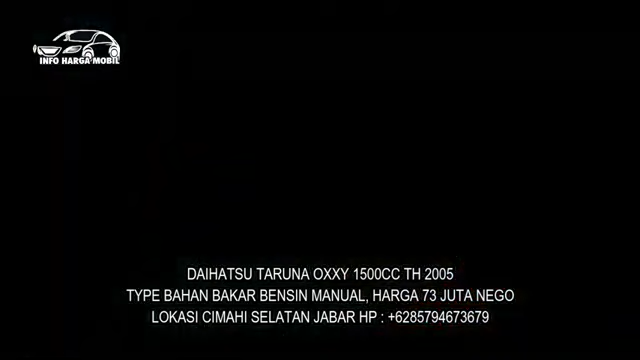 INFO HARGA MOBIL
DAIHATSU TARUNA OXXY 1500CC TH 2005
TYPE BAHAN BAKAR BENSIN MANUAL, HARGA 73 JUTA NEGO
LOKASI CIMAHI SELATAN JABAR HP : +6285794673679